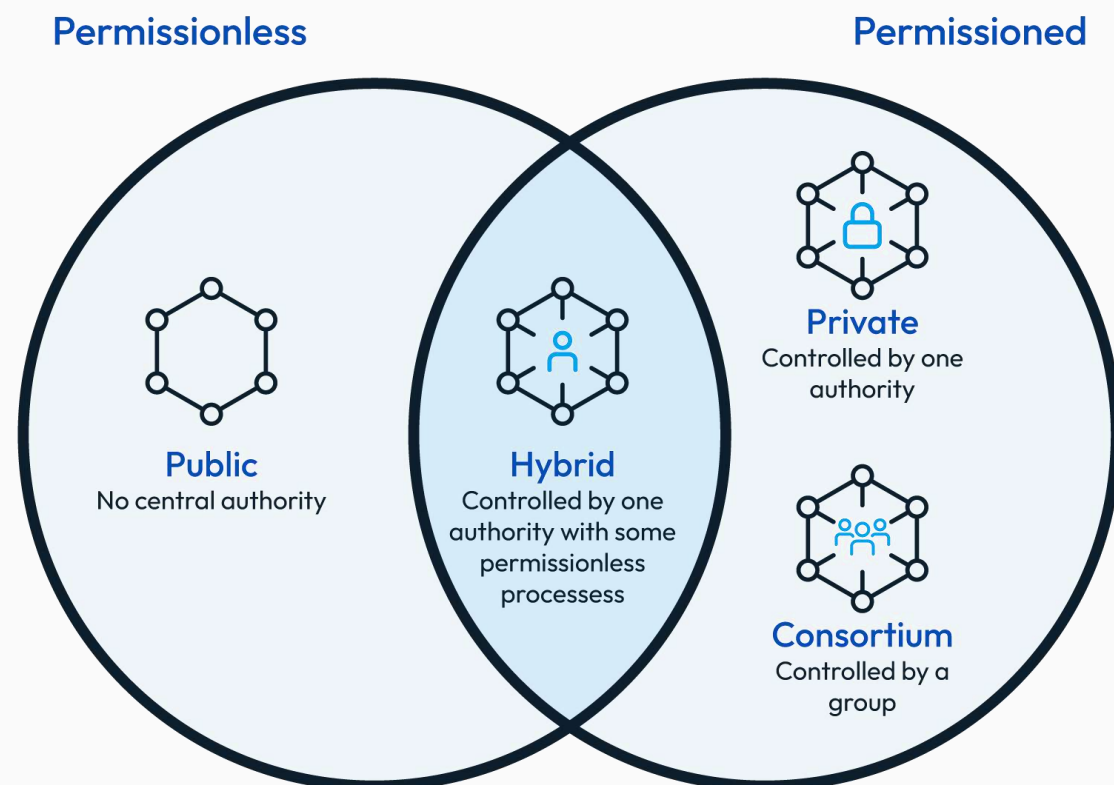 Permissionless
Permissioned
Public
No central authority
Hybrid
Controlled by one
authority with some
permissionless
processess
Private
Controlled by one
authority
Consortium
Controlled by a
group